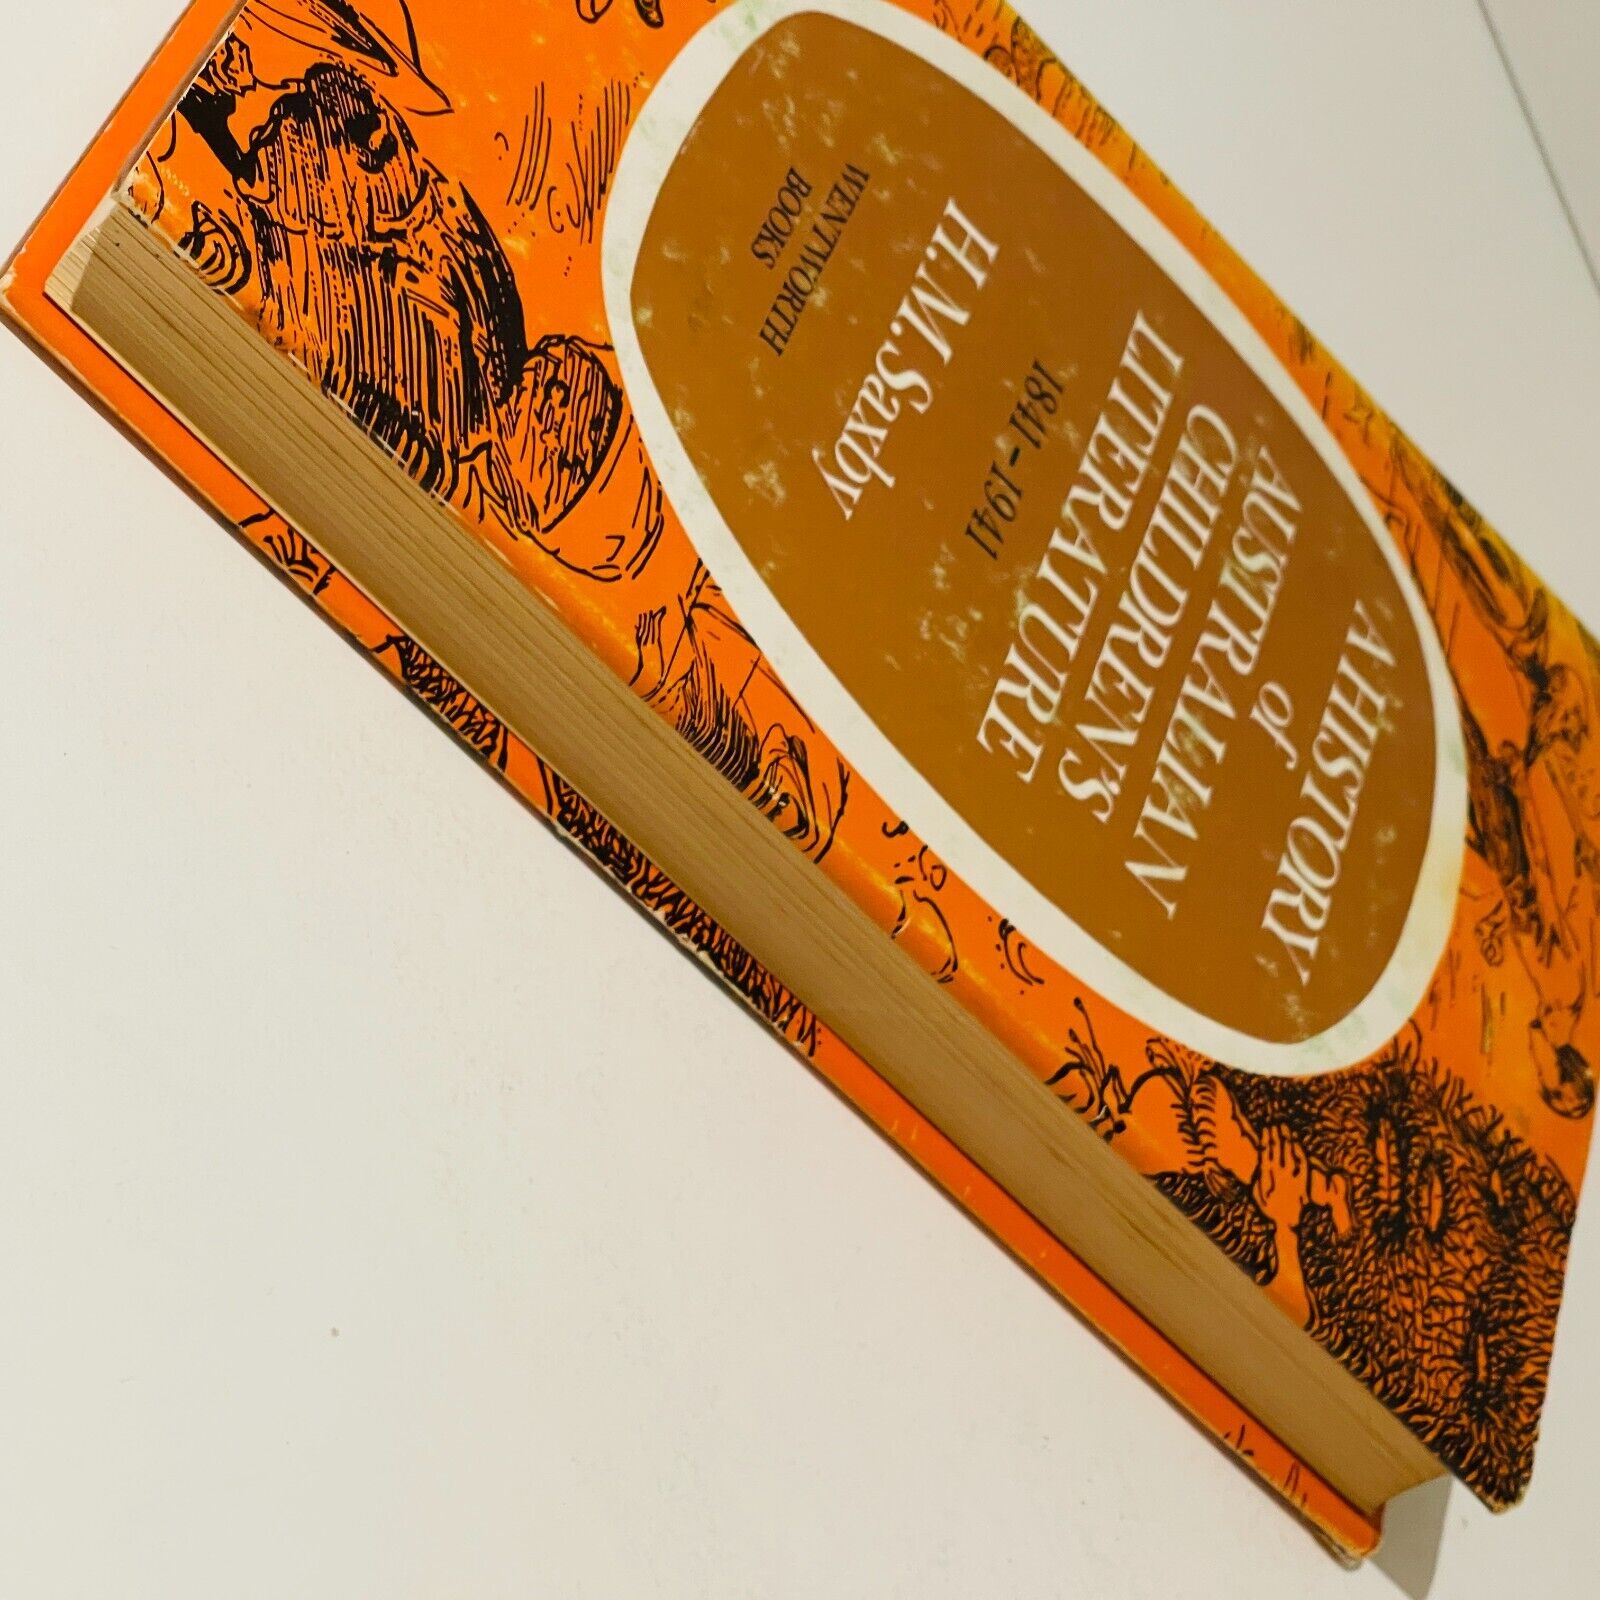 A HISTORY
of
AUSTRALIAN
CHILDREN'S
LITERATURE
1841-1941
H.M.Saxby
WENTWORTH
BOOKS